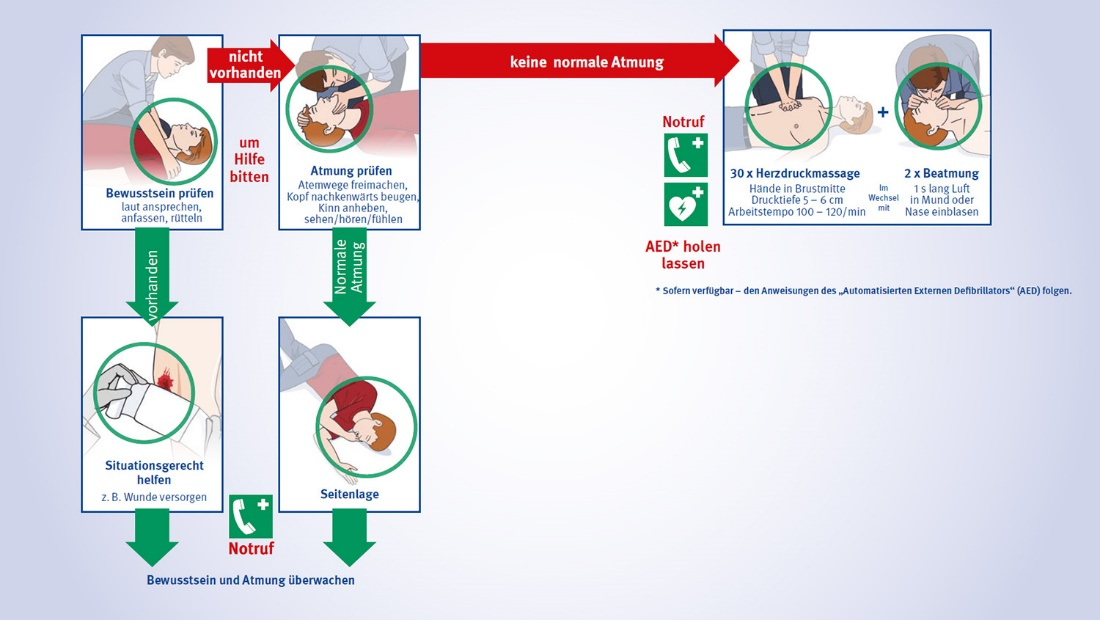 nicht
vorhanden
keine normale Atmung
um
Hilfe
bitten
Bewusstsein prüfen
laut ansprechen,
anfassen, rütteln
Atmung prüfen
Atemwege freimachen,
Kopf nachkenwärts beugen,
Kinn anheben,
sehen/hören/fühlen
Notruf
AED* holen
lassen
30 x Herzdruckmassage
Hände in Brustmitte
Drucktiefe 5 – 6 cm
Arbeitstempo 100 – 120/min
+
Im
Wechsel
mit
2 x Beatmung
1 s lang Luft
in Mund oder
Nase einblasen
* Sofern verfügbar – den Anweisungen des „Automatisierten Externen Defibrillators“ (AED) folgen.
vorhanden
Normale
Atmung
Situationsgerecht
helfen
z. B. Wunde versorgen
Seitenlage
Notruf
Bewusstsein und Atmung überwachen